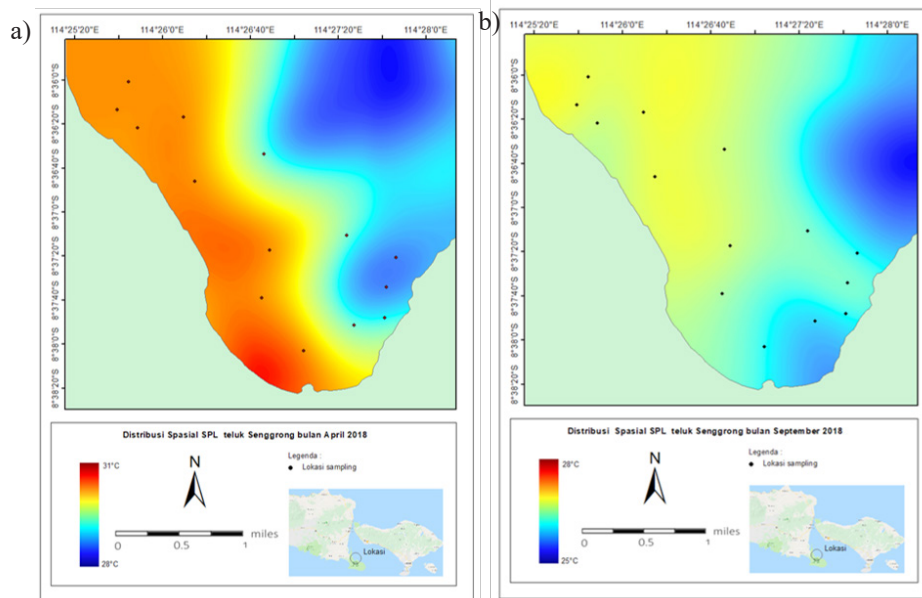 a)
114°25'20"E 114°26'0"E 114°26'40"E 114°27'20"E 114°28'0"E
8°36'0"S
8°36'20"S
8°36'40"S
8°37'0"S
8°37'20"S
8°37'40"S
8°38'0"S
8°38'20"S
Distribusi Spasial SPL teluk Senggrong bulan April 2018
31°C
28°C
N
0 0.5 1 miles
Legenda :
Lokasi sampling
Lokasi
b)
114°25'20"E 114°26'0"E 114°26'40"E 114°27'20"E 114°28'0"E
8°36'0"S
8°36'20"S
8°36'40"S
8°37'0"S
8°37'20"S
8°37'40"S
8°38'0"S
8°38'20"S
Distribusi Spasial SPL teluk Senggrong bulan September 2018
28°C
25°C
N
0 0.5 1 miles
Legenda :
Lokasi sampling
Lokasi